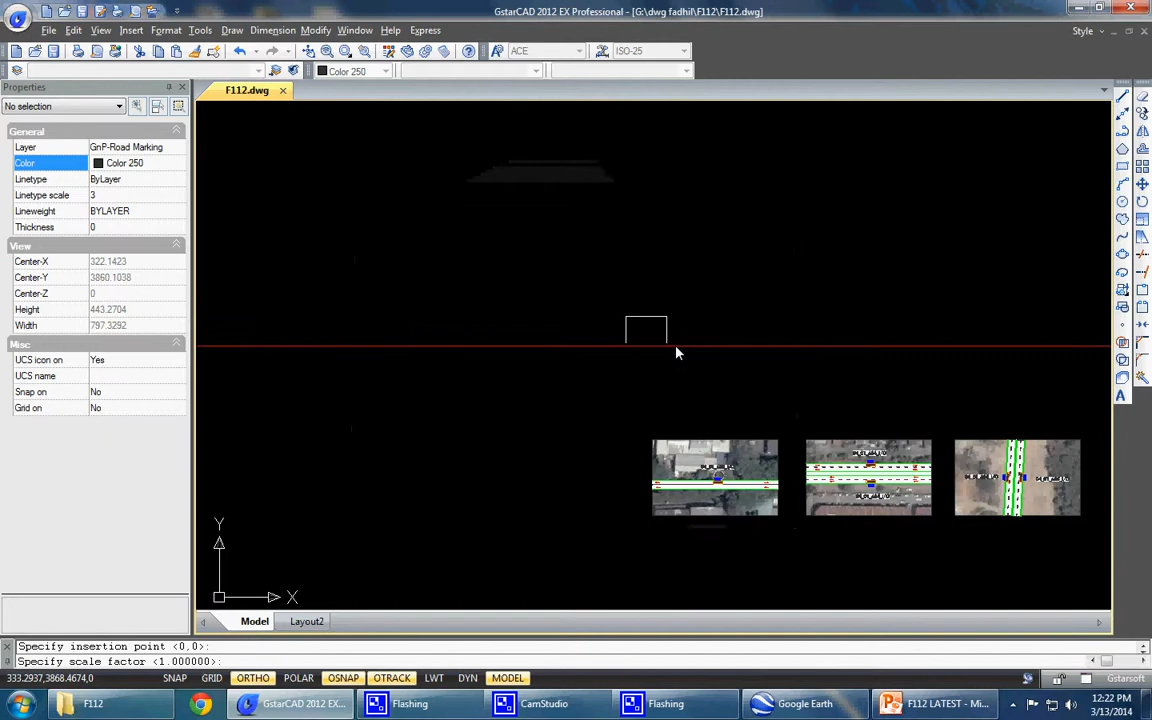 GstarCAD 2012 EX Professional - [G:\dwg fadhil\F112\F112.dwg]
File Edit View Insert Format Tools Draw Dimension Modify Window Help Express
Style
ACE
ISO-25
Color 250
Properties
F112.dwg
No selection
General
Layer GnP-Road Marking
Color Color 250
Linetype ByLayer
Linetype scale 3
Lineweight BYLAYER
Thickness 0
View
Center-X 322.1423
Center-Y 3860.1038
Center-Z 0
Height 443.2704
Width 797.3292
Misc
UCS icon on Yes
UCS name
Snap on No
Grid on No
Y
X
Model Layout2
Specify insertion point <0,0>:
Specify scale factor <1.000000>:
333.2937,3868.4674,0 SNAP GRID ORTHO POLAR OSNAP OTRACK LWT DYN MODEL Gstarsoft
F112 GstarCAD 2012 EX... Flashing CamStudio Flashing Google Earth F112 LATEST - Mi...
12:22 PM
3/13/2014